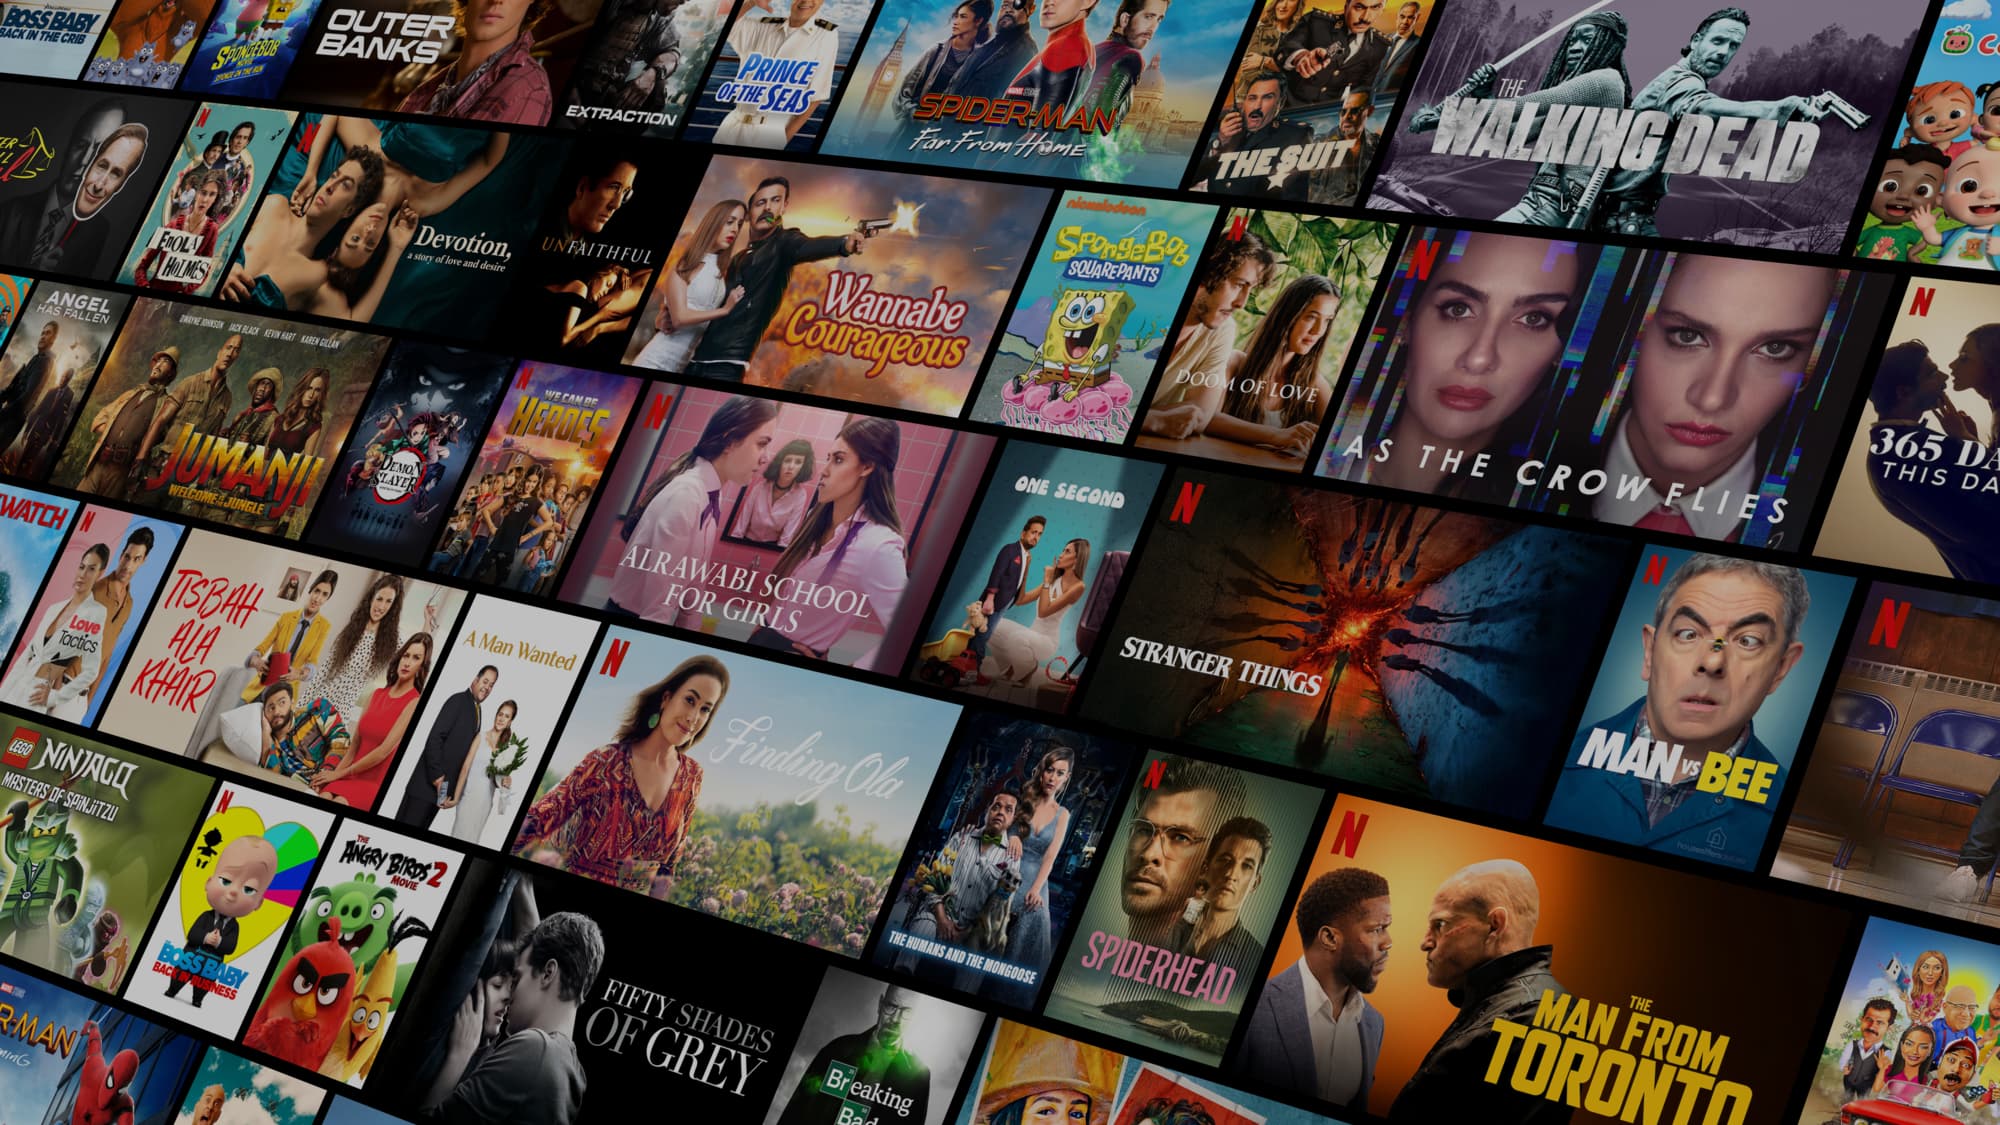 BOSS BABY
BACK IN THE CRIB
SPONGEBOB
MOVIE
SPONGE ON THE RUN
OUTER
BANKS
EXTRACTION
PRINCE
OF THE SEAS
SPIDER-MAN
Far From Home
THE SUIT
THE
WALKING DEAD
N
ENOLA
HOLMES
N
Devotion,
a story of love and desire
UNFAITHFUL
Wannabe
Courageous
nickelodeon
SpongeBob
SQUAREPANTS
N
DOOM OF LOVE
N
AS THE CROW FLIES
N
365 DA
THIS DA
ANGEL
HAS FALLEN
DWAYNE JOHNSON JACK BLACK KEVIN HART KAREN GILLAN
JUMANJI
WELCOME TO THE JUNGLE
DEMON
SLAYER
N
WE CAN BE
HEROES
N
ALRAWABI SCHOOL
FOR GIRLS
ONE SECOND
N
STRANGER THINGS
N
MAN VS BEE
N
WATCH
N
Love
Tactics
TISBAH
ALA
KHAIR
A Man Wanted
N
Finding Ola
THE HUMANS AND THE MONGOOSE
N
SPIDERHEAD
N
THE
MAN FROM
TORONTO
LEGO
NINJAGO
MASTERS OF SPINJITZU
N
BOSS BABY
BACK IN BUSINESS
THE
ANGRY BIRDS 2
MOVIE
FIFTY SHADES
OF GREY
Breaking
Bad
R-MAN